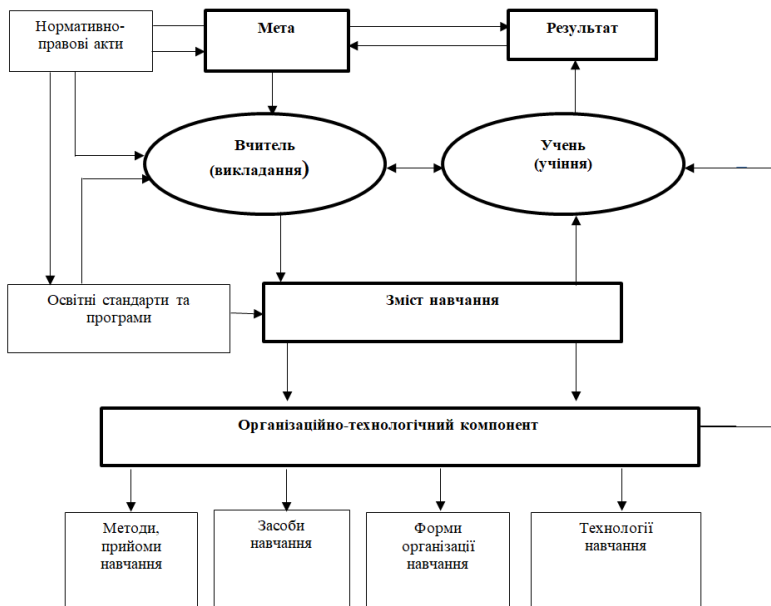 Нормативно-
правові акти
Мета
Результат
Вчитель
(викладання)
Учень
(учіння)
Освітні стандарти та
програми
Зміст навчання
Організаційно-технологічний компонент
Методи,
прийоми
навчання
Засоби
навчання
Форми
організації
навчання
Технології
навчання